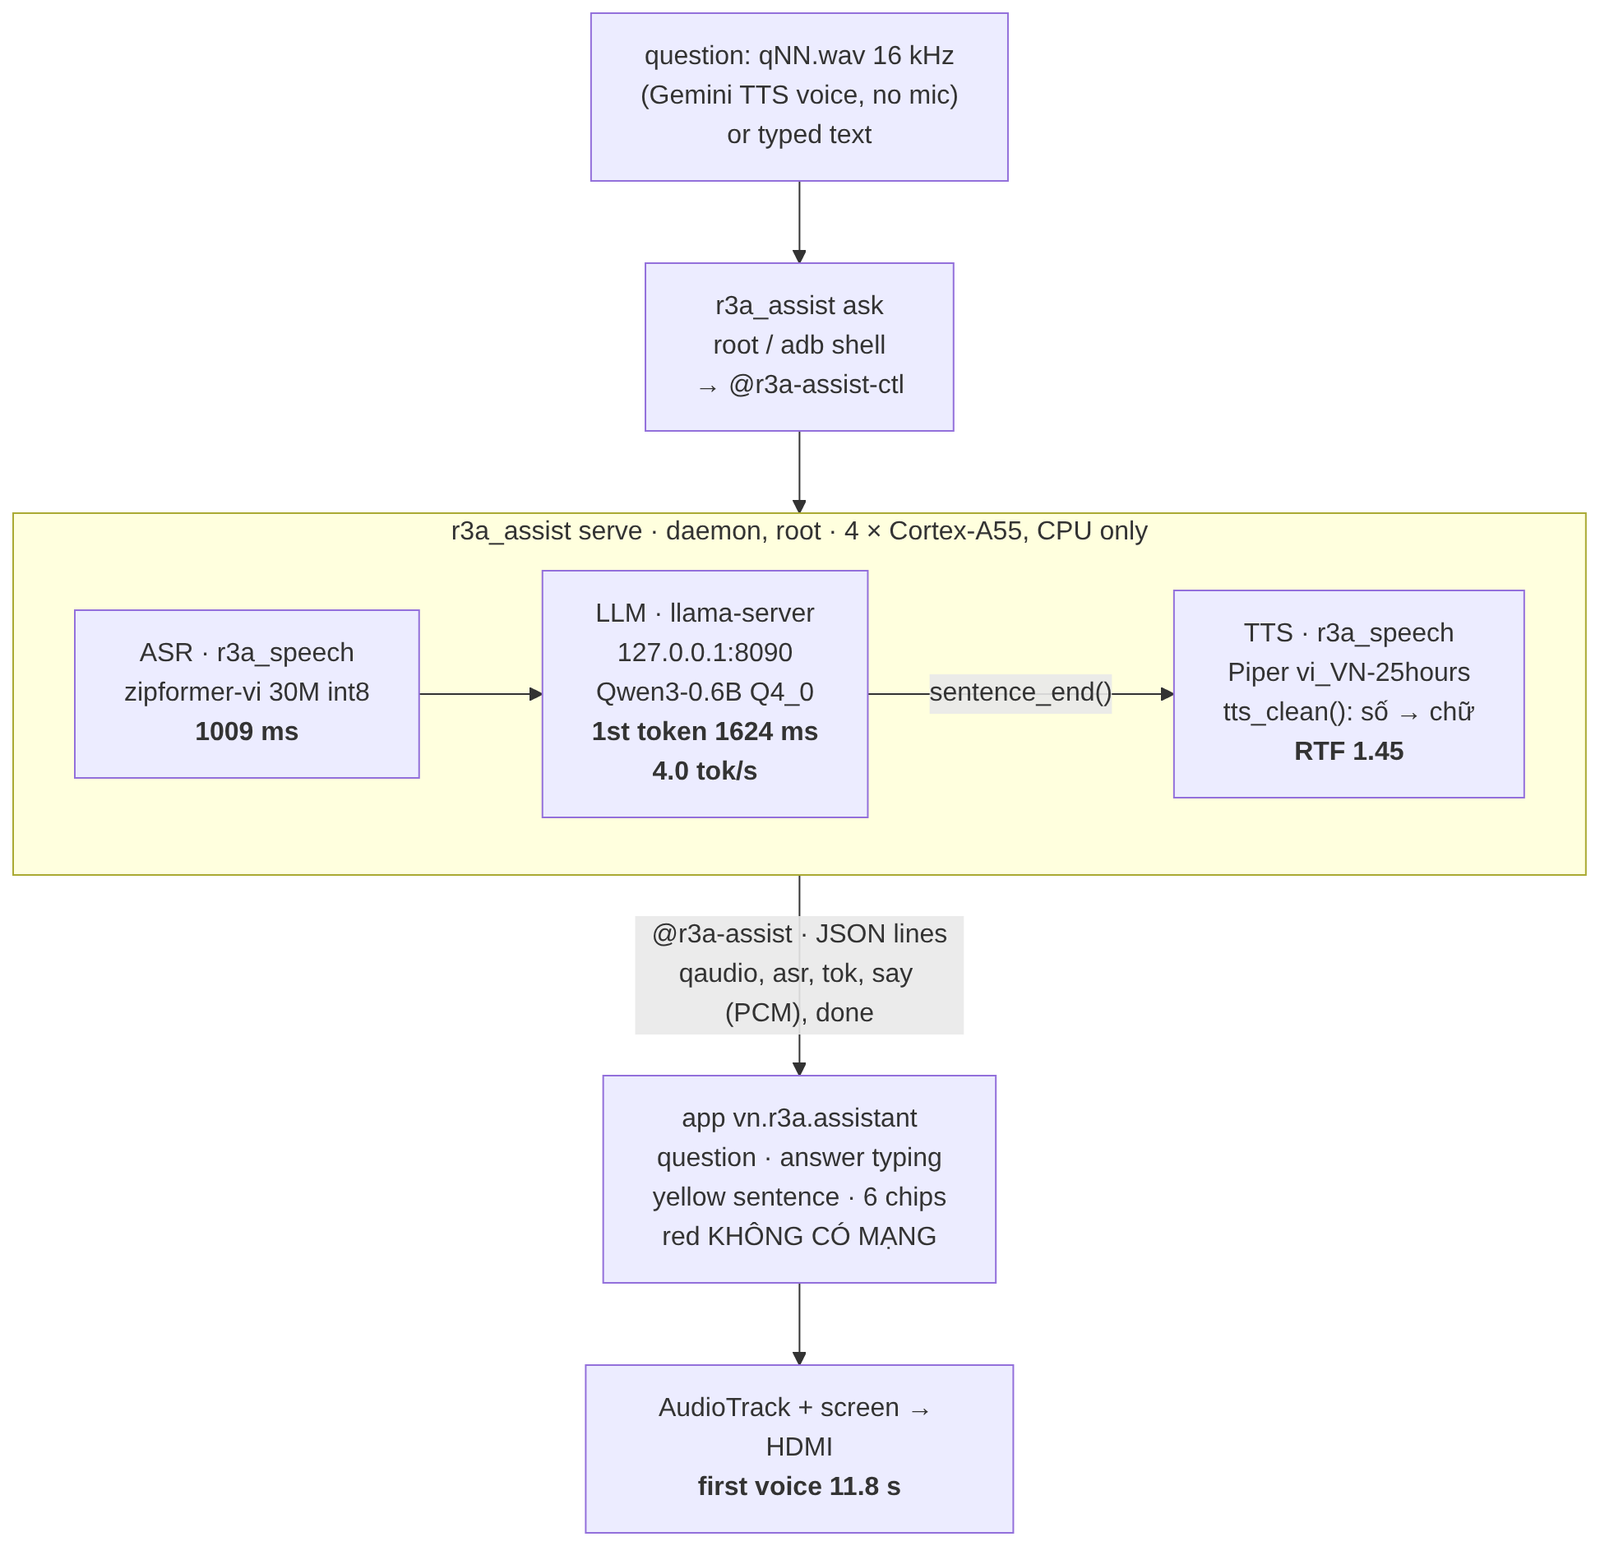 question: qNN.wav 16 kHz
(Gemini TTS voice, no mic)
or typed text
r3a_assist ask
root / adb shell
→ @r3a-assist-ctl
r3a_assist serve · daemon, root · 4 × Cortex-A55, CPU only
ASR · r3a_speech
zipformer-vi 30M int8
1009 ms
LLM · llama-server
127.0.0.1:8090
Qwen3-0.6B Q4_0
1st token 1624 ms
4.0 tok/s
sentence_end()
TTS · r3a_speech
Piper vi_VN-25hours
tts_clean(): số → chữ
RTF 1.45
@r3a-assist · JSON lines
qaudio, asr, tok, say
(PCM), done
app vn.r3a.assistant
question · answer typing
yellow sentence · 6 chips
red KHÔNG CÓ MẠNG
AudioTrack + screen →
HDMI
first voice 11.8 s